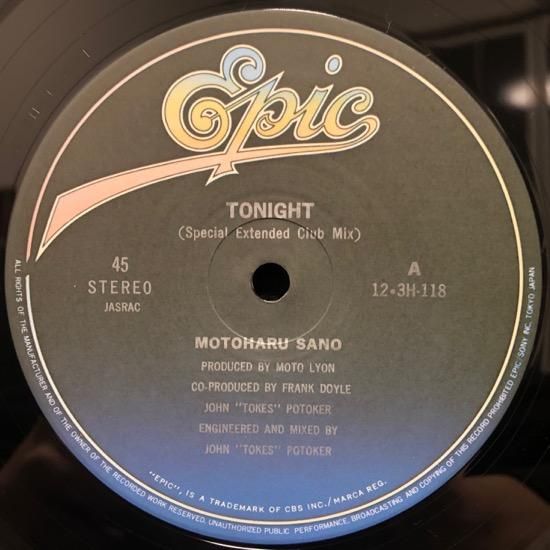 Epic
TONIGHT
(Special Extended Club Mix)
45
STEREO
JASRAC
A
12•3H-118
MOTOHARU SANO
PRODUCED BY MOTO LYON
CO-PRODUCED BY FRANK DOYLE
JOHN "TOKES" POTOKER
ENGINEERED AND MIXED BY
JOHN "TOKES" POTOKER
"EPIC", IS A TRADEMARK OF CBS INC./MARCA REG.
ALL RIGHTS OF THE MANUFACTURER AND OF THE OWNER OF THE RECORDED WORK RESERVED, UNAUTHORIZED PUBLIC PERFORMANCE, BROADCASTING AND COPYING OF THIS RECORD PROHIBITED EPIC/SONY INC. TOKYO JAPAN